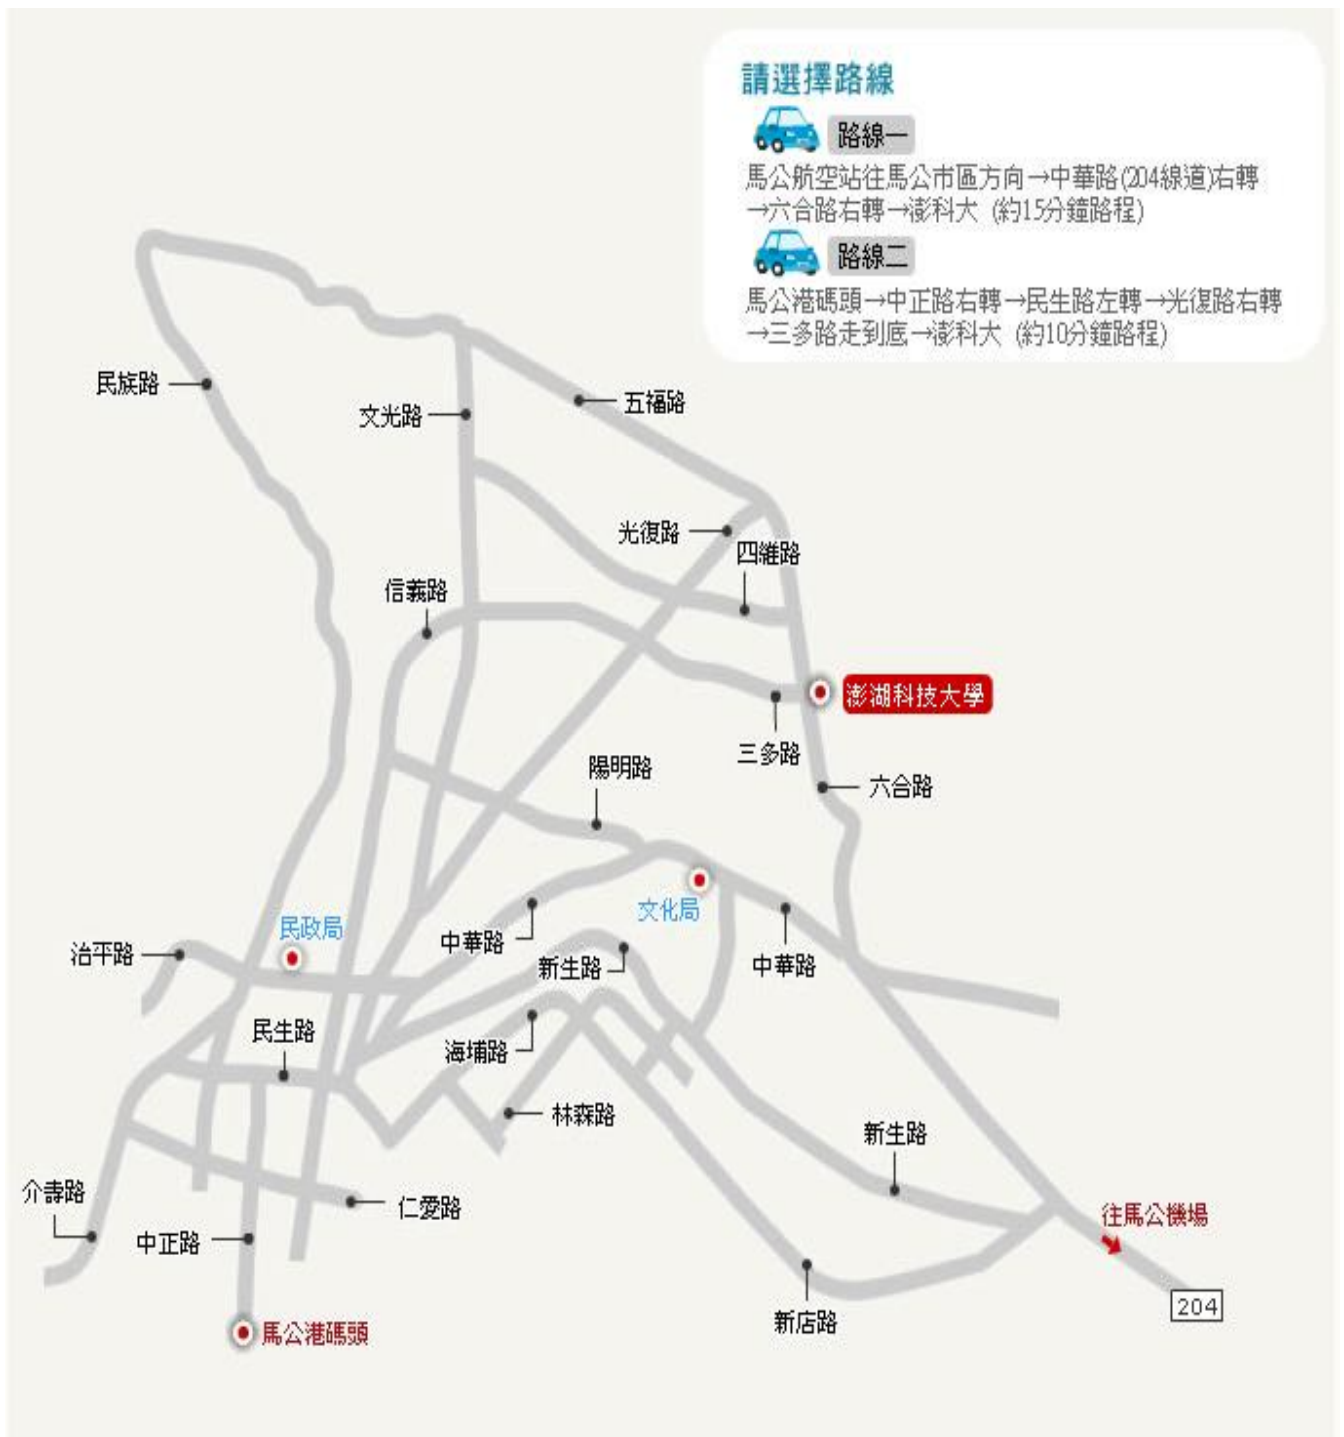 請選擇路線
路線一
馬公航空站往馬公市區方向→中華路(204線道)右轉
→六合路右轉→澎科大 (約15分鐘路程)
路線二
馬公港碼頭→中正路右轉→民生路左轉→光復路右轉
→三多路走到底→澎科大 (約10分鐘路程)
民族路
文光路
五福路
光復路
四維路
信義路
澎湖科技大學
三多路
陽明路
六合路
文化局
民政局
中華路
治平路
新生路
中華路
民生路
海埔路
林森路
新生路
介壽路
仁愛路
往馬公機場
中正路
204
新店路
馬公港碼頭